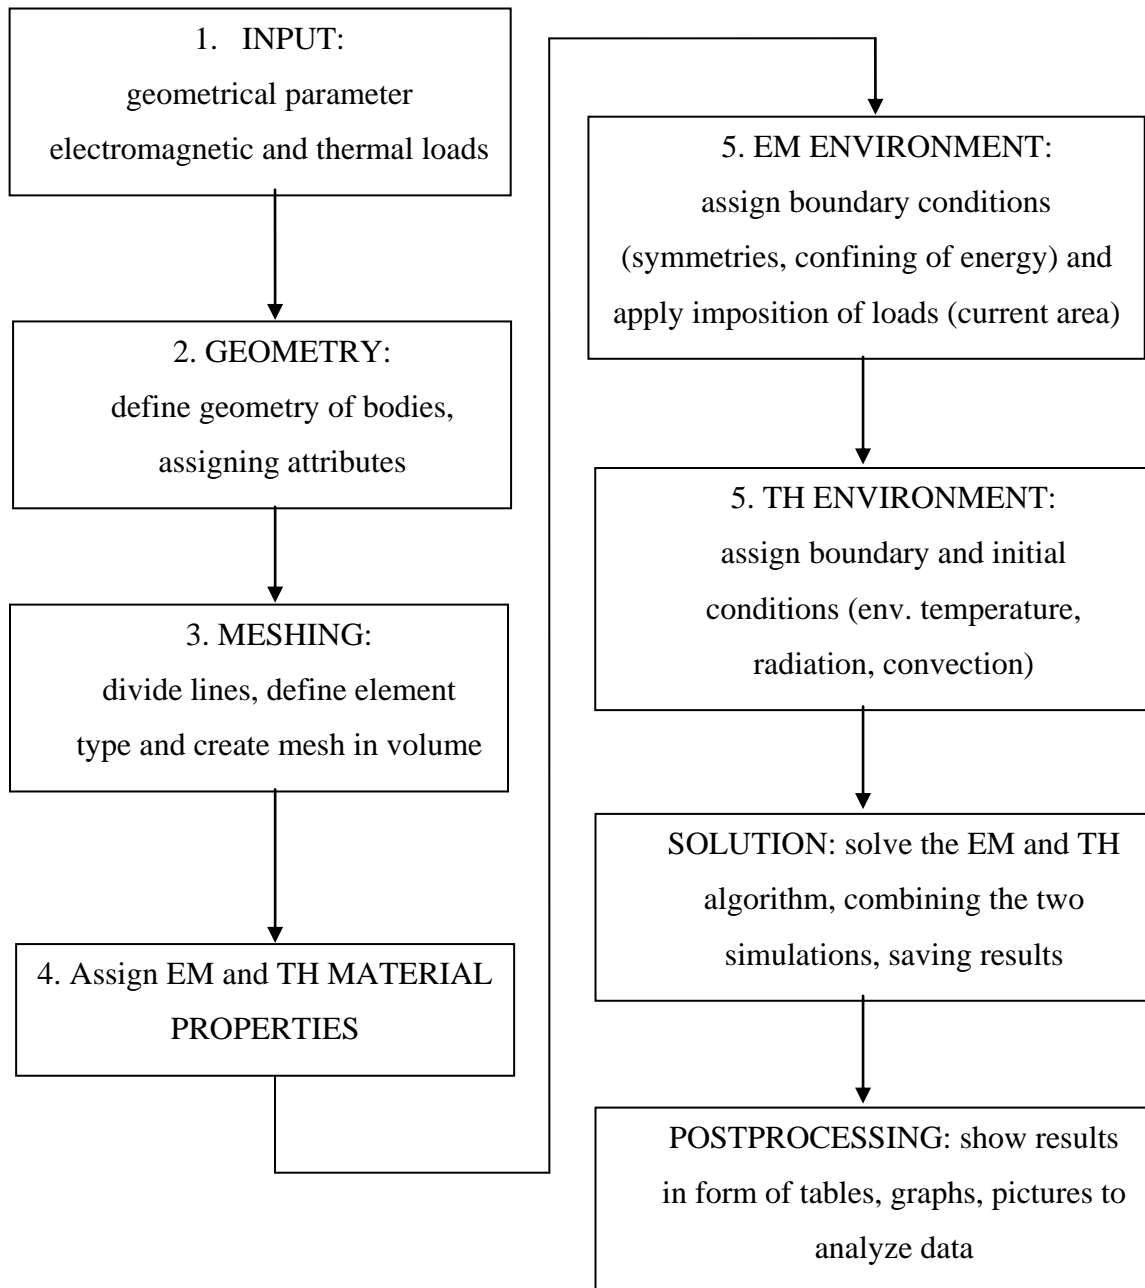 1. INPUT:
geometrical parameter
electromagnetic and thermal loads
2. GEOMETRY:
define geometry of bodies,
assigning attributes
3. MESHING:
divide lines, define element
type and create mesh in volume
4. Assign EM and TH MATERIAL
PROPERTIES
5. EM ENVIRONMENT:
assign boundary conditions
(symmetries, confining of energy) and
apply imposition of loads (current area)
5. TH ENVIRONMENT:
assign boundary and initial
conditions (env. temperature,
radiation, convection)
SOLUTION: solve the EM and TH
algorithm, combining the two
simulations, saving results
POSTPROCESSING: show results
in form of tables, graphs, pictures to
analyze data